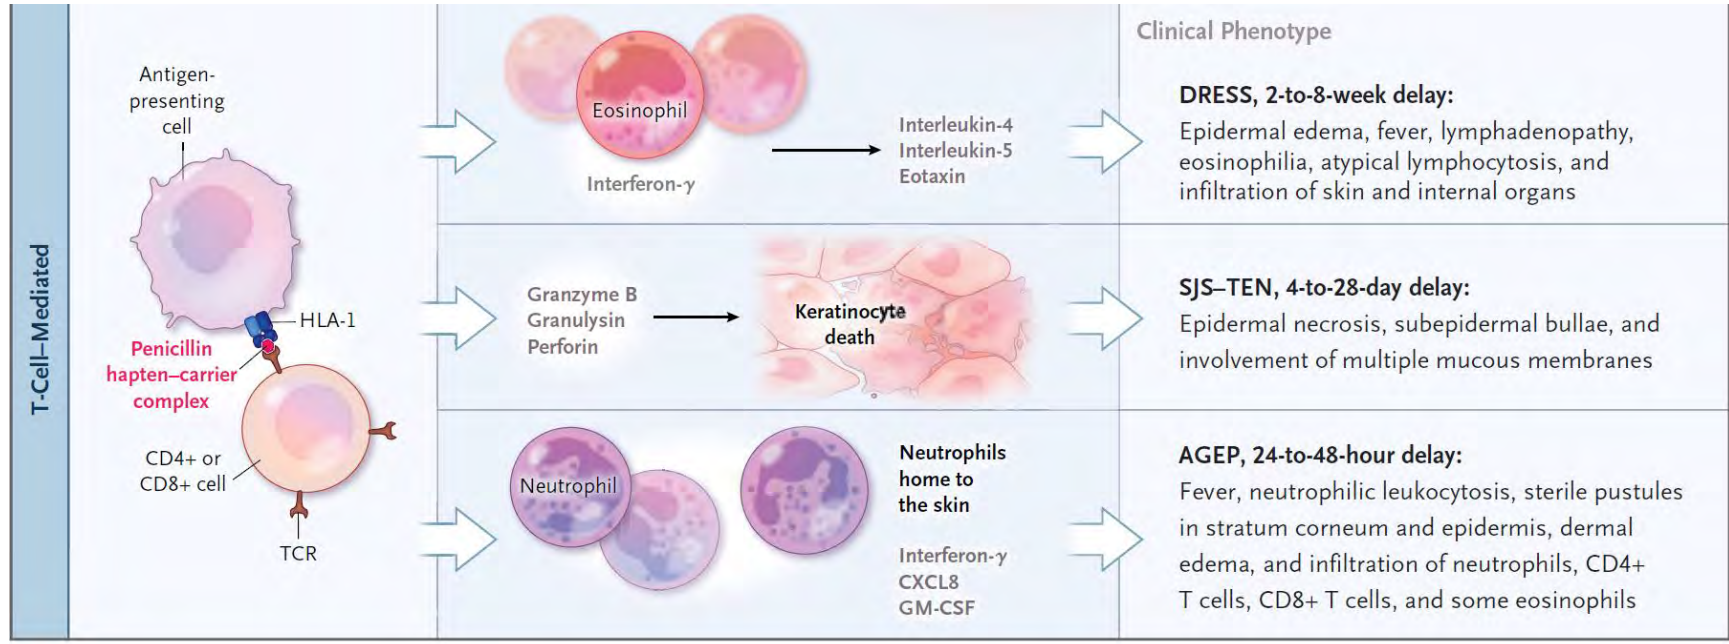 T-Cell–Mediated
Antigen-
presenting
cell
HLA-1
Penicillin
hapten–carrier
complex
CD4+ or
CD8+ cell
TCR
Eosinophil
Interferon-γ
Interleukin-4
Interleukin-5
Eotaxin
Clinical Phenotype
DRESS, 2-to-8-week delay:
Epidermal edema, fever, lymphadenopathy,
eosinophilia, atypical lymphocytosis, and
infiltration of skin and internal organs
Granzyme B
Granulysin
Perforin
Keratinocyte
death
SJS–TEN, 4-to-28-day delay:
Epidermal necrosis, subepidermal bullae, and
involvement of multiple mucous membranes
Neutrophil
Neutrophils
home to
the skin
Interferon-γ
CXCL8
GM-CSF
AGEP, 24-to-48-hour delay:
Fever, neutrophilic leukocytosis, sterile pustules
in stratum corneum and epidermis, dermal
edema, and infiltration of neutrophils, CD4+
T cells, CD8+ T cells, and some eosinophils